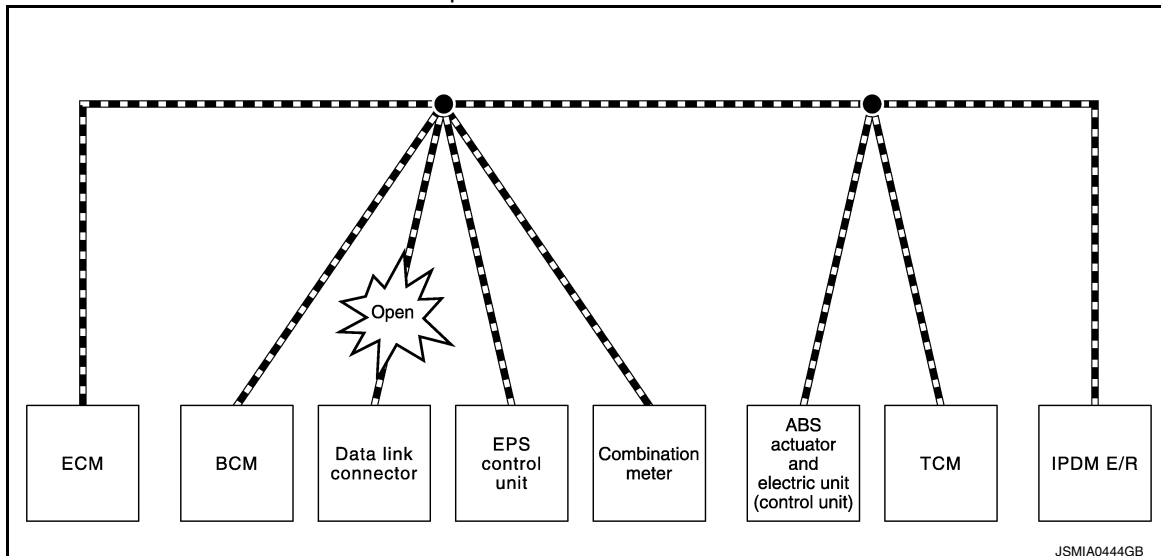 Open
ECM
BCM
Data link
connector
EPS
control
unit
Combination
meter
ABS
actuator
and
electric unit
(control unit)
TCM
IPDM E/R
JSMIA0444GB